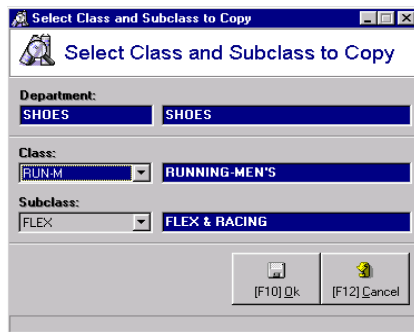 Select Class and Subclass to Copy
Select Class and Subclass to Copy
Department:
SHOES SHOES
Class:
RUN-M RUNNING-MEN'S
Subclass:
FLEX FLEX & RACING
[F10] Ok [F12] Cancel